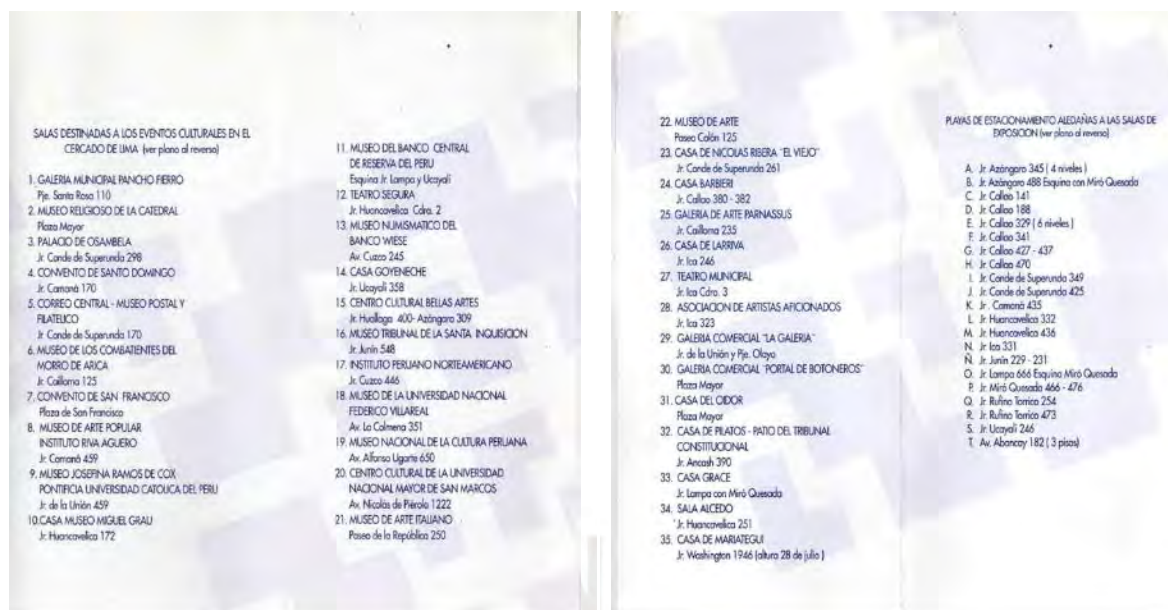 SALAS DESTINADAS A LOS EVENTOS CULTURALES EN EL
CERCADO DE LIMA (ver plano al reverso)
1. GALERIA MUNICIPAL PANCHO FIERRO
Pje. Santa Rosa 110
2. MUSEO RELIGIOSO DE LA CATEDRAL
Plaza Mayor
3. PALACIO DE OSAMBELA
Jr. Conde de Superunda 298
4. CONVENTO DE SANTO DOMINGO
Jr. Camaná 170
5. CORREO CENTRAL - MUSEO POSTAL Y
FILATELICO
Jr. Conde de Superunda 170
6. MUSEO DE LOS COMBATIENTES DEL
MORRO DE ARICA
Jr. Cailloma 125
7. CONVENTO DE SAN FRANCISCO
Plaza de San Francisco
8. MUSEO DE ARTE POPULAR
INSTITUTO RIVA AGUERO
Jr. Camaná 459
9. MUSEO JOSEFINA RAMOS DE COX
PONTIFICIA UNIVERSIDAD CATOLICA DEL PERU
Jr. de la Unión 459
10.CASA MUSEO MIGUEL GRAU
Jr. Huancavelica 172
11. MUSEO DEL BANCO CENTRAL
DE RESERVA DEL PERU
Esquina Jr. Lampa y Ucayali
12. TEATRO SEGURA
Jr. Huancavelica Cdra. 2
13. MUSEO NUMISMATICO DEL
BANCO WIESE
Av. Cuzco 245
14. CASA GOYENECHE
Jr. Ucayali 358
15. CENTRO CULTURAL BELLAS ARTES
Jr. Huallaga 400- Azángaro 309
16. MUSEO TRIBUNAL DE LA SANTA INQUISICION
Jr. Junín 548
17. INSTITUTO PERUANO NORTEAMERICANO
Jr. Cuzco 446
18. MUSEO DE LA UNIVERSIDAD NACIONAL
FEDERICO VILLAREAL
Av. La Colmena 351
19. MUSEO NACIONAL DE LA CULTURA PERUANA
Av. Alfonso Ugarte 650
20. CENTRO CULTURAL DE LA UNIVERSIDAD
NACIONAL MAYOR DE SAN MARCOS
Av. Nicolás de Piérola 1222
21. MUSEO DE ARTE ITALIANO
Paseo de la República 250
22. MUSEO DE ARTE
Paseo Colón 125
23. CASA DE NICOLAS RIBERA "EL VIEJO"
Jr. Conde de Superunda 261
24. CASA BARBIERI
Jr. Callao 380 - 382
25. GALERIA DE ARTE PARNASSUS
Jr. Cailloma 235
26. CASA DE LARRIVA
Jr. Ica 246
27. TEATRO MUNICIPAL
Jr. Ica Cdra. 3
28. ASOCIACION DE ARTISTAS AFICIONADOS
Jr. Ica 323
29. GALERIA COMERCIAL "LA GALERIA"
Jr. de la Unión y Pje. Olaya
30. GALERIA COMERCIAL "PORTAL DE BOTONEROS"
Plaza Mayor
31. CASA DEL OIDOR
Plaza Mayor
32. CASA DE PILATOS - PATIO DEL TRIBUNAL
CONSTITUCIONAL
Jr. Ancash 390
33. CASA GRACE
Jr. Lampa con Miró Quesada
34. SALA ALCEDO
Jr. Huancavelica 251
35. CASA DE MARIATEGUI
Jr. Washington 1946 (altura 28 de julio )
PLAYAS DE ESTACIONAMIENTO ALEDAÑAS A LAS SALAS DE
EXPOSICION (ver plano al reverso)
A. Jr. Azángaro 345 ( 4 niveles )
B. Jr. Azángaro 488 Esquina con Miró Quesada
C. Jr. Callao 141
D. Jr. Callao 188
E. Jr. Callao 329 ( 6 niveles )
F. Jr. Callao 341
G. Jr. Callao 427 - 437
H. Jr. Callao 470
I. Jr. Conde de Superunda 349
J. Jr. Conde de Superunda 425
K. Jr . Camaná 435
L. Jr. Huancavelica 332
M. Jr. Huancavelica 436
N. Jr. Ica 331
Ñ. Jr. Junín 229 - 231
O. Jr. Lampa 666 Esquina Miró Quesada
P. Jr. Miró Quesada 466 - 476
Q. Jr. Rufino Torrico 254
R. Jr. Rufino Torrico 473
S. Jr. Ucayali 246
T. Av. Abancay 182 ( 3 pisos)